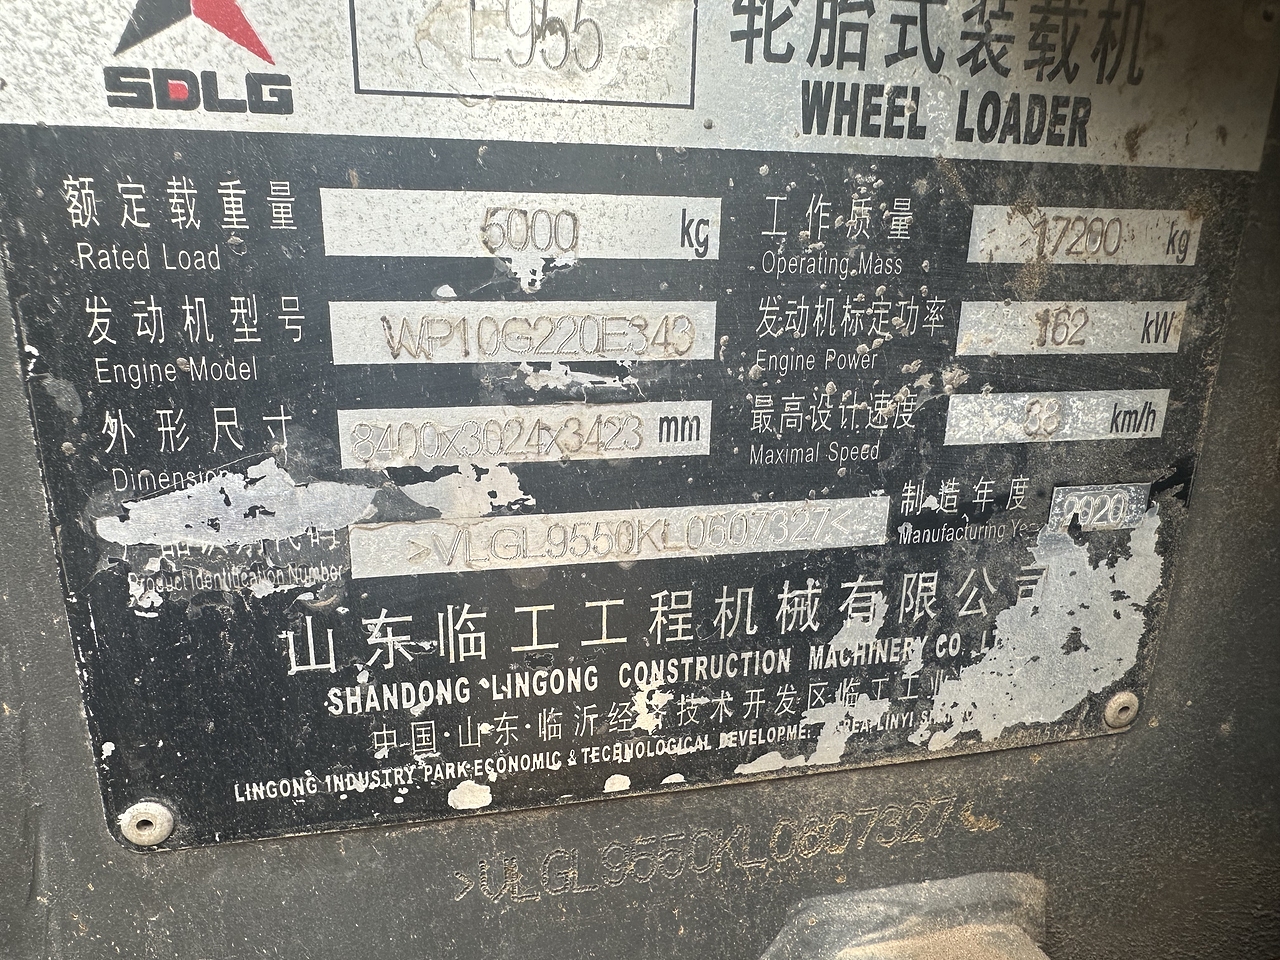 SDLG
E955
轮胎式装载机
WHEEL LOADER
额定载重量 5000 kg
Rated Load
工作质量 17200 kg
Operating Mass
发动机型号 WP10G220E343
Engine Model
发动机标定功率 162 kW
Engine Power
外形尺寸 8400x3024x3423 mm
Dimension
最高设计速度 38 km/h
Maximal Speed
>VLGL9550KL0607327<
Product Identification Number
制造年度 2020
Manufacturing Ye
山东临工工程机械有限公司
SHANDONG LINGONG CONSTRUCTION MACHINERY CO L
中国·山东·临沂经济技术开发区临工工业
LINGONG INDUSTRY PARK ECONOMIC & TECHNOLOGICAL DEVELOPME AREA LINYI S
>VLGL9550KL0607327<